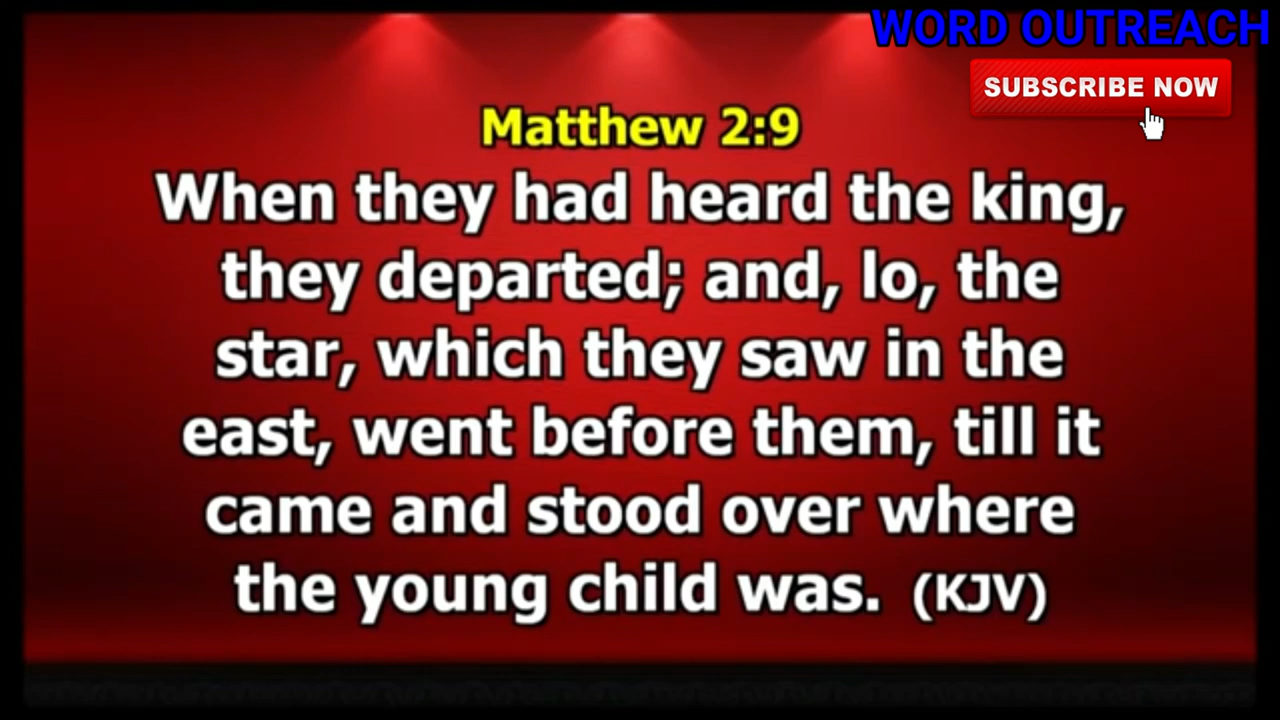 WORD OUTREACH
SUBSCRIBE NOW
Matthew 2:9
When they had heard the king,
they departed; and, lo, the
star, which they saw in the
east, went before them, till it
came and stood over where
the young child was. (KJV)